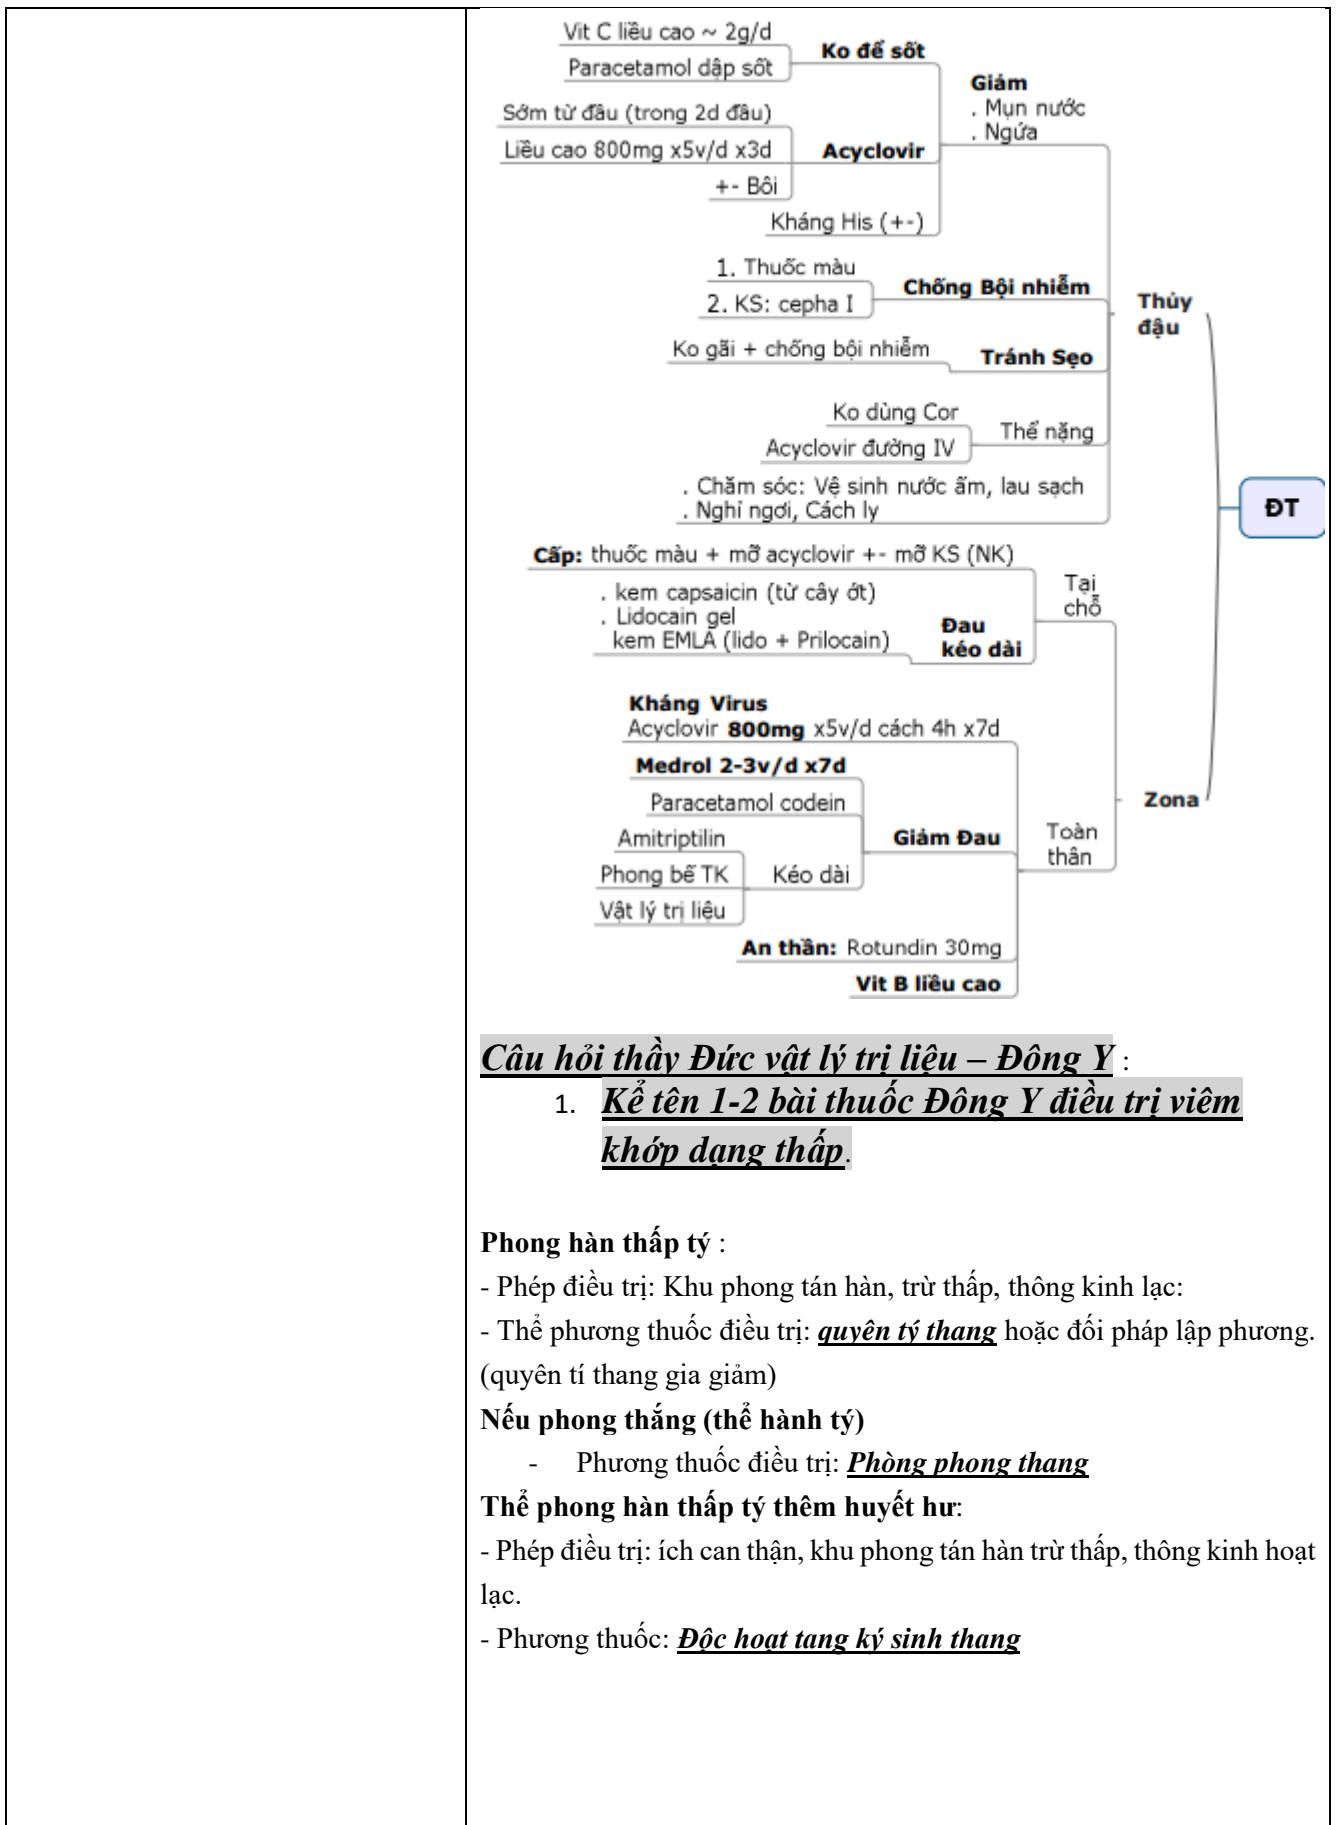 Vit C liều cao ~ 2g/d
Paracetamol dập sốt
Ko để sốt
Giảm
. Mụn nước
. Ngứa
Sớm từ đầu (trong 2d đầu)
Liều cao 800mg x5v/d x3d
+- Bôi
Acyclovir
Kháng His (+-)
1. Thuốc màu
2. KS: cepha I
Chống Bội nhiễm
Thủy
đậu
Ko gãi + chống bội nhiễm
Tránh Sẹo
Ko dùng Cor
Acyclovir đường IV
Thể nặng
. Chăm sóc: Vệ sinh nước ấm, lau sạch
. Nghỉ ngơi, Cách ly
ĐT
Cấp: thuốc màu + mỡ acyclovir +- mỡ KS (NK)
Tại
chỗ
. kem capsaicin (từ cây ớt)
. Lidocain gel
kem EMLA (lido + Prilocain)
Đau
kéo dài
Kháng Virus
Acyclovir 800mg x5v/d cách 4h x7d
Medrol 2-3v/d x7d
Paracetamol codein
Amitriptilin
Phong bế TK
Vật lý trị liệu
Kéo dài
Giảm Đau
Toàn
thân
Zona
An thần: Rotundin 30mg
Vit B liều cao
Câu hỏi thầy Đức vật lý trị liệu – Đông Y :
1. Kể tên 1-2 bài thuốc Đông Y điều trị viêm
khớp dạng thấp.
Phong hàn thấp tý :
- Phép điều trị: Khu phong tán hàn, trừ thấp, thông kinh lạc:
- Thể phương thuốc điều trị: quyên tý thang hoặc đối pháp lập phương.
(quyên tí thang gia giảm)
Nếu phong thắng (thể hành tý)
- Phương thuốc điều trị: Phòng phong thang
Thể phong hàn thấp tý thêm huyết hư:
- Phép điều trị: ích can thận, khu phong tán hàn trừ thấp, thông kinh hoạt
lạc.
- Phương thuốc: Độc hoạt tang ký sinh thang